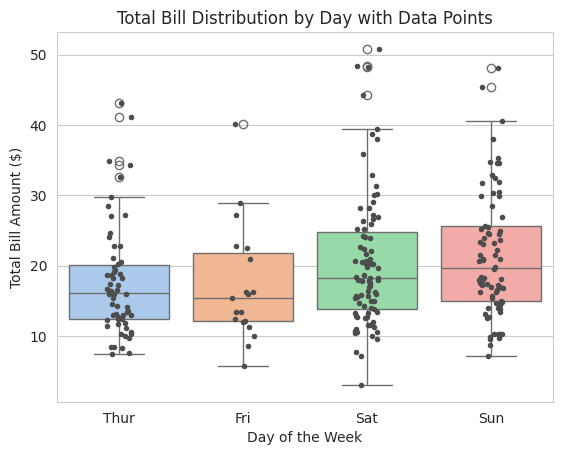 Total Bill Distribution by Day with Data Points
Total Bill Amount ($)
50
40
30
20
10
Thur Fri Sat Sun
Day of the Week